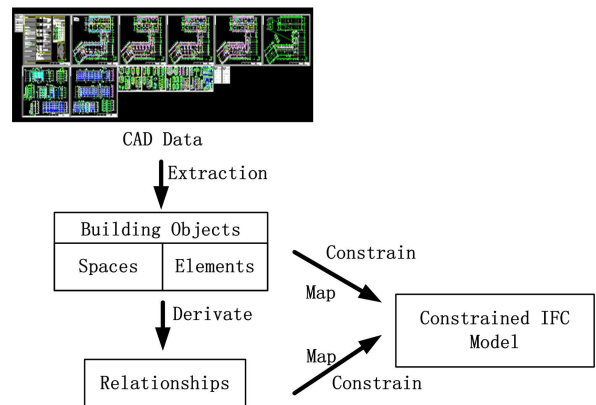 CAD Data
Extraction
Building Objects
Spaces
Elements
Constrain
Map
Derivate
Constrained IFC
Model
Map
Relationships
Constrain